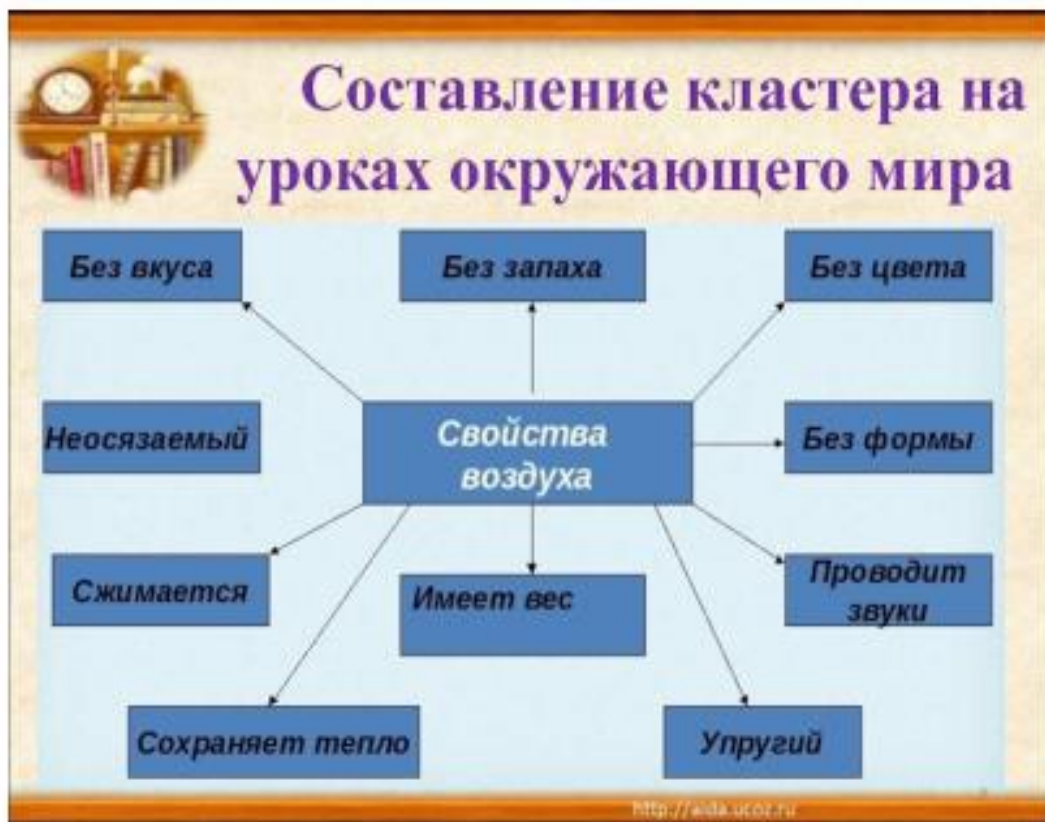 Составление кластера на
уроках окружающего мира
Без вкуса
Без запаха
Без цвета
Неосязаемый
Свойства
воздуха
Без формы
Сжимается
Имеет вес
Проводит
звуки
Сохраняет тепло
Упругий
http://aida.ucoz.ru